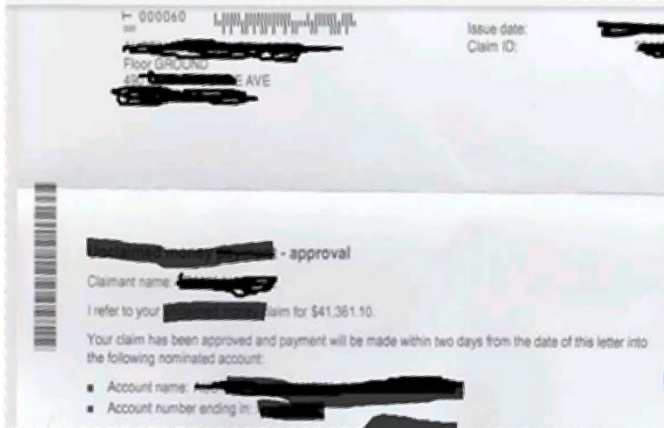 000060
Issue date:
Claim ID:
Floor GROUND
AVE
Unclaimed money payment - approval
Claimant name:
I refer to your claim for $41,361.10.
Your claim has been approved and payment will be made within two days from the date of this letter into
the following nominated account:
■ Account name:
■ Account number ending in: